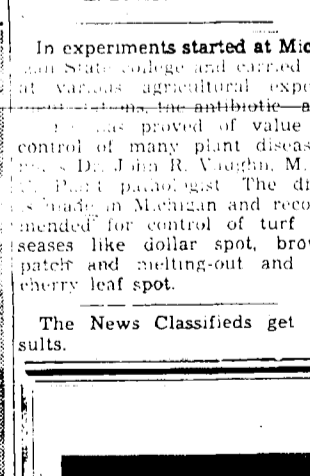 In experiments started at Mic
gan State college and carried
at various agricultural expe
the antibiotic—a
has proved of value
control of many plant diseas
Dr. John R. Vaughn, M.
Plant pathologist The dr
is made in Michigan and reco
mended for control of turf
seases like dollar spot, brow
patch and melting-out and
cherry leaf spot.
The News Classifieds get
sults.